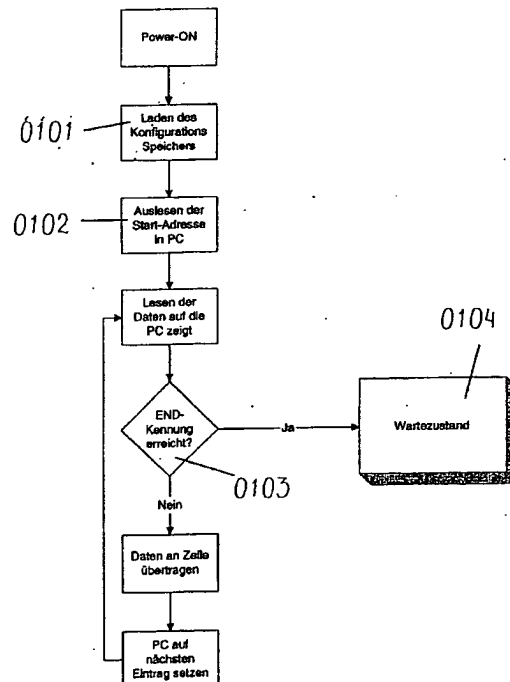 Power-ON
0101
Laden des
Konfigurations
Speichers
0102
Auslesen der
Start-Adresse
in PC
Lesen der
Daten auf die
PC zeigt
0104
END-
Kennung
erreicht?
Ja
Wartezustand
0103
Nein
Daten an Zelle
übertragen
PC auf
nächsten
Eintrag setzen